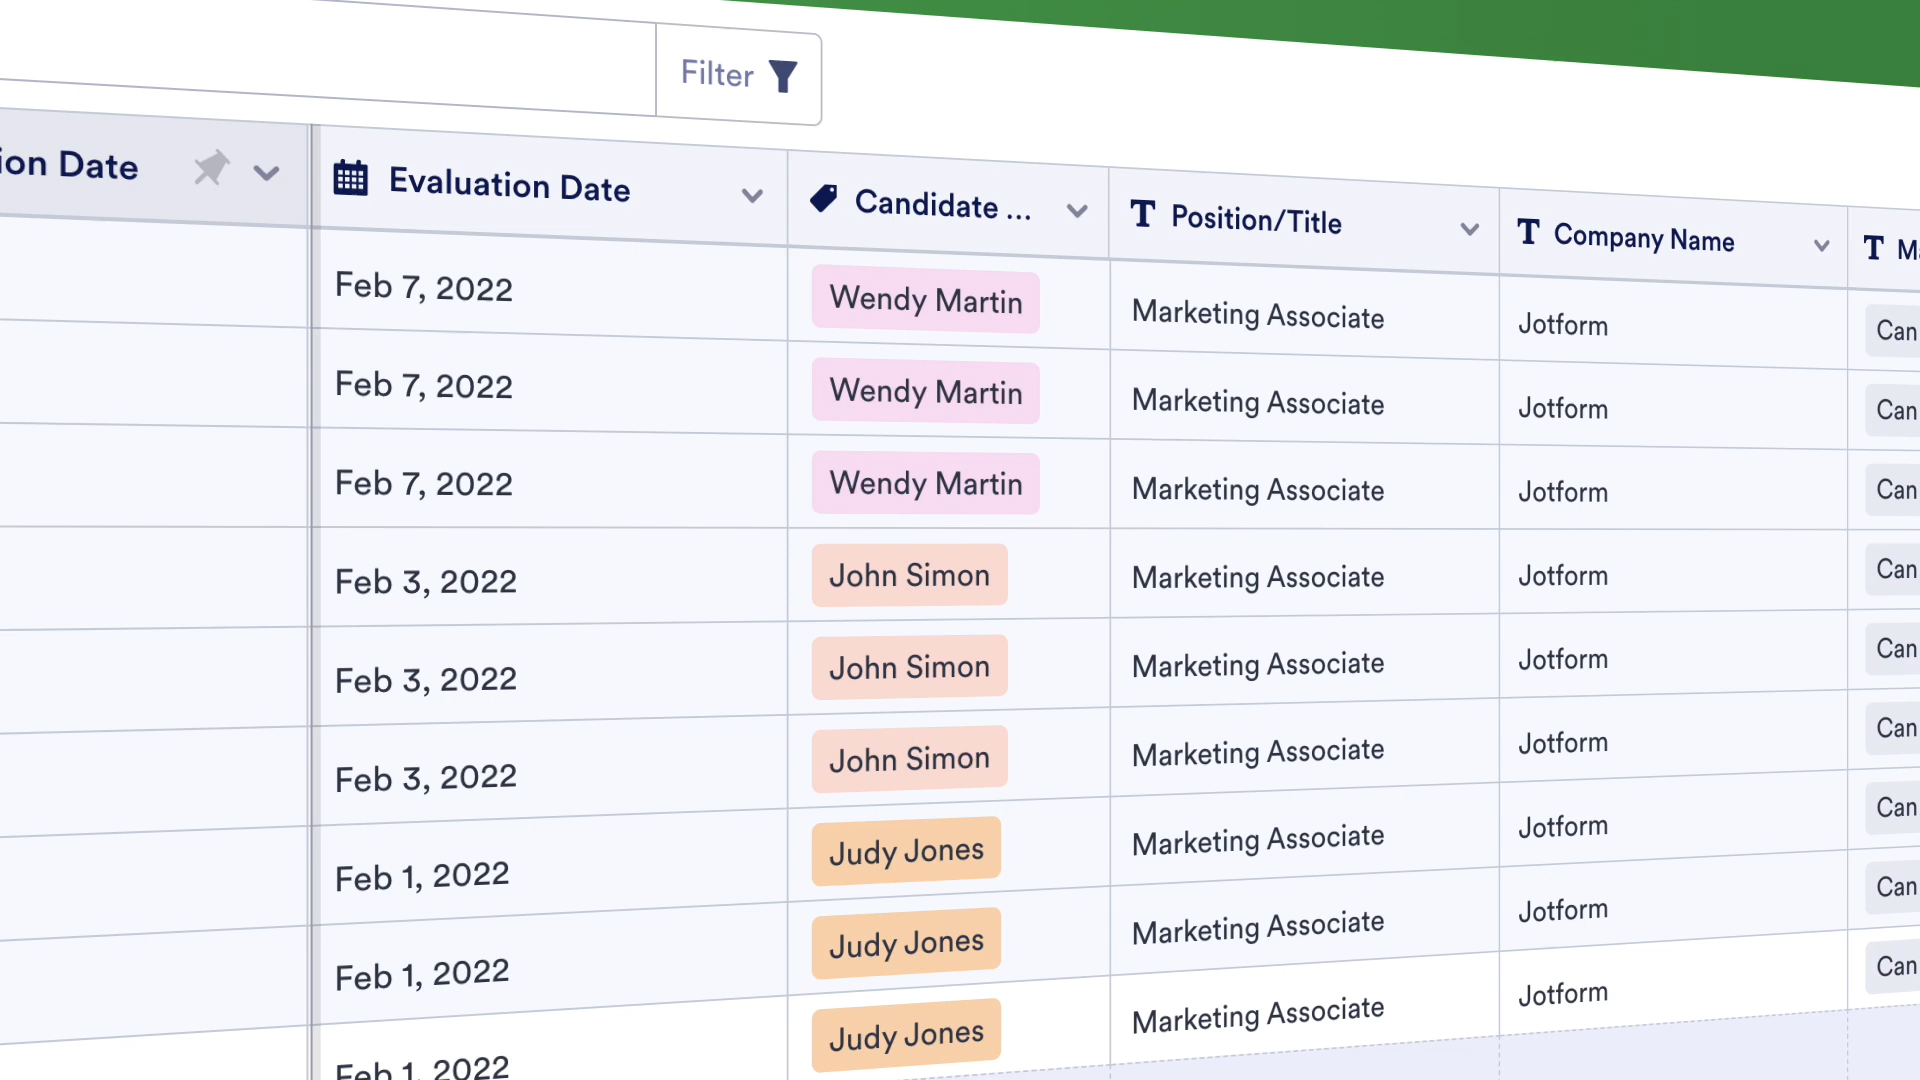 Filter
ion Date Evaluation Date Candidate ... Position/Title Company Name Ma
Feb 7, 2022 Wendy Martin Marketing Associate Jotform Can
Feb 7, 2022 Wendy Martin Marketing Associate Jotform Can
Feb 7, 2022 Wendy Martin Marketing Associate Jotform Can
Feb 3, 2022 John Simon Marketing Associate Jotform Can
Feb 3, 2022 John Simon Marketing Associate Jotform Can
Feb 3, 2022 John Simon Marketing Associate Jotform Can
Feb 1, 2022 Judy Jones Marketing Associate Jotform Can
Feb 1, 2022 Judy Jones Marketing Associate Jotform Can
Feb 1, 2022 Judy Jones Marketing Associate Jotform Can